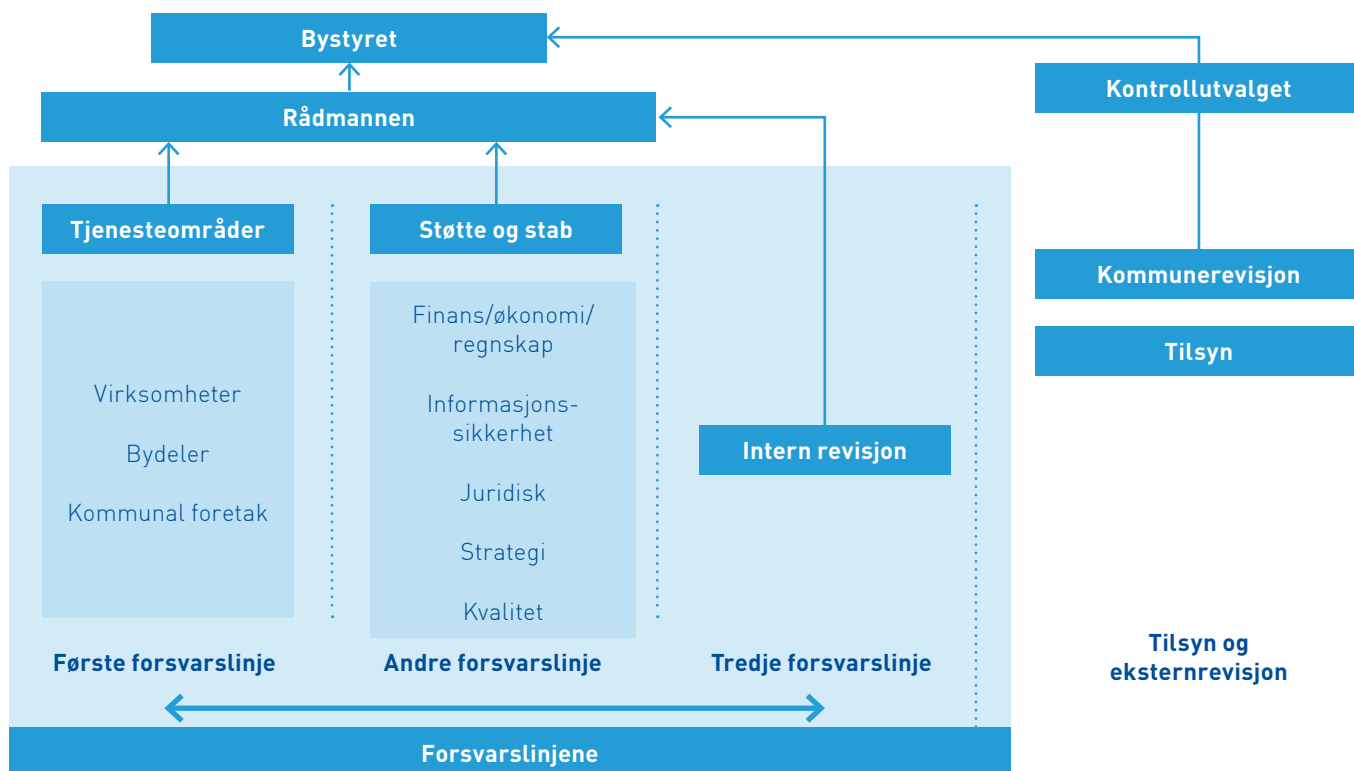 Bystyret
Kontrollutvalget
Rådmannen
Tjenesteområder
Støtte og stab
Virksomheter
Bydeler
Kommunal foretak
Finans/økonomi/
regnskap
Informasjons-
sikkerhet
Juridisk
Strategi
Kvalitet
Intern revisjon
Kommunerevisjon
Tilsyn
Første forsvarslinje
Andre forsvarslinje
Tredje forsvarslinje
Tilsyn og
eksternrevisjon
Forsvarslinjene